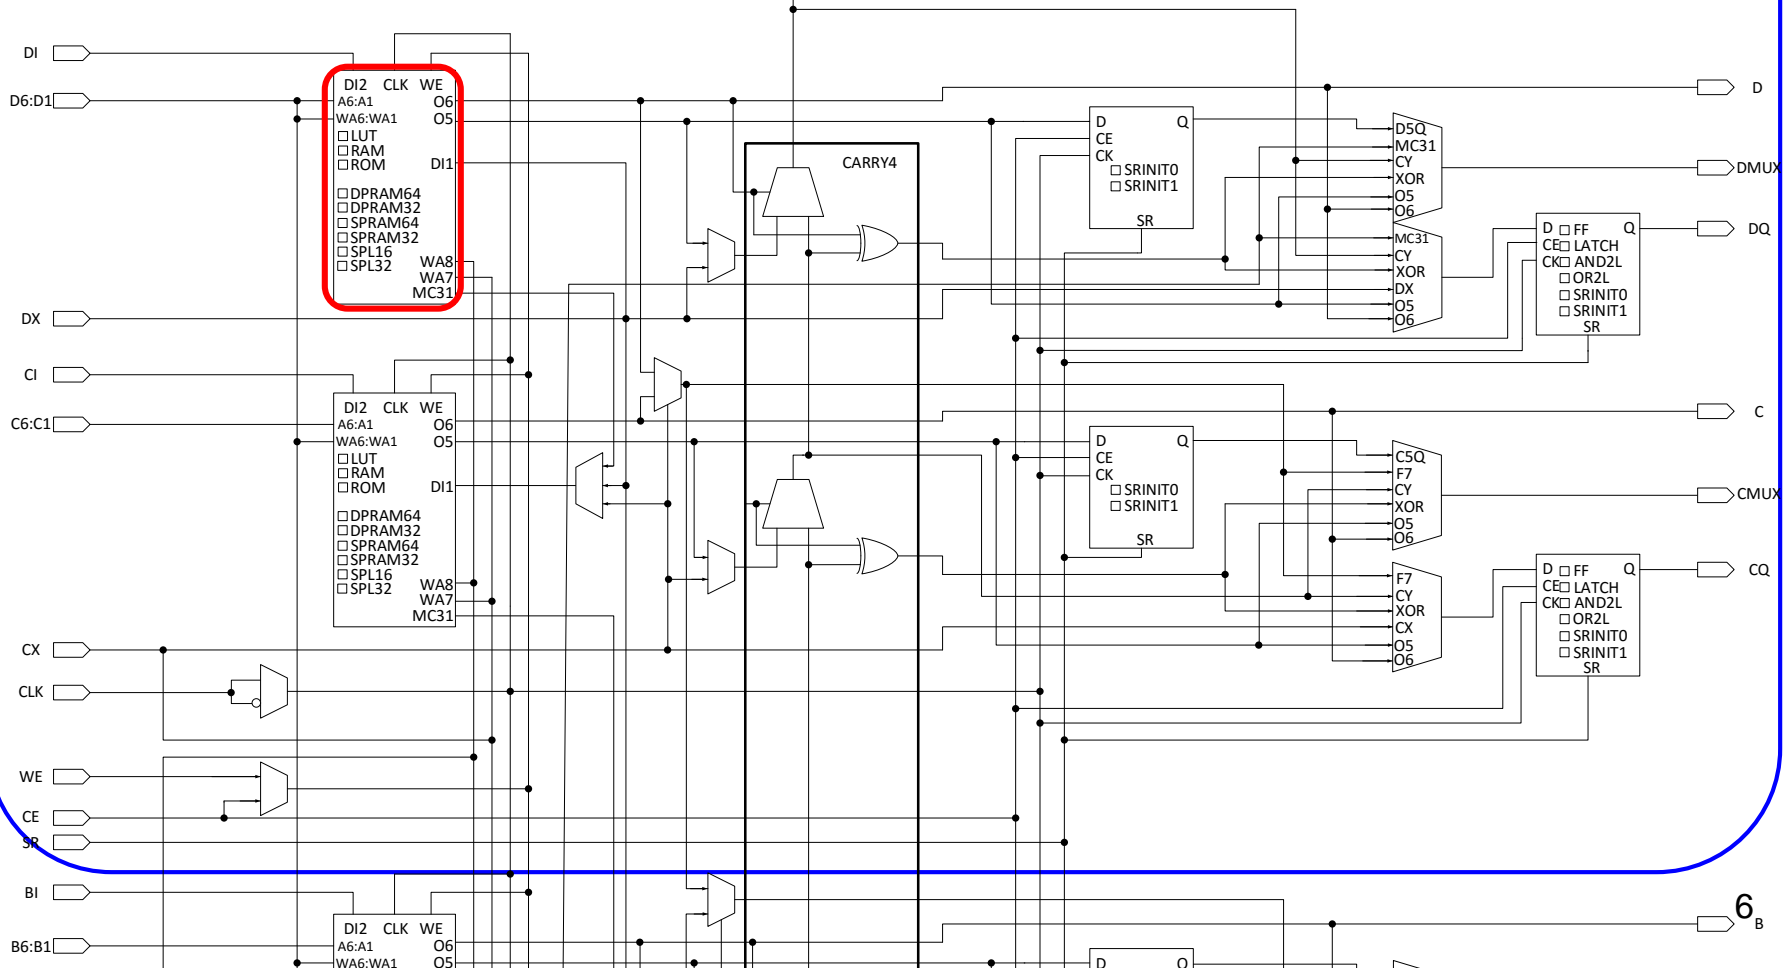 DI
D6:D1
DX
CI
C6:C1
CX
CLK
WE
CE
SR
BI
B6:B1
DI2 CLK WE
A6:A1 O6
WA6:WA1 O5
LUT
RAM
ROM DI1
DPRAM64
DPRAM32
SPRAM64
SPRAM32
SPL16
SPL32
WA8
WA7
MC31
DI2 CLK WE
A6:A1 O6
WA6:WA1 O5
LUT
RAM
ROM DI1
DPRAM64
DPRAM32
SPRAM64
SPRAM32
SPL16
SPL32
WA8
WA7
MC31
DI2 CLK WE
A6:A1 O6
WA6:WA1 O5
CARRY4
D Q
CE
CK
SRINIT0
SRINIT1
SR
D Q
CE
CK
SRINIT0
SRINIT1
SR
D Q
D5Q
MC31
CY
XOR
O5
O6
MC31
CY
XOR
DX
O5
O6
C5Q
F7
CY
XOR
O5
O6
F7
CY
XOR
CX
O5
O6
D FF Q
CE LATCH
CK AND2L
OR2L
SRINIT0
SRINIT1
SR
D FF Q
CE LATCH
CK AND2L
OR2L
SRINIT0
SRINIT1
SR
D
DMUX
DQ
C
CMUX
CQ
6
B